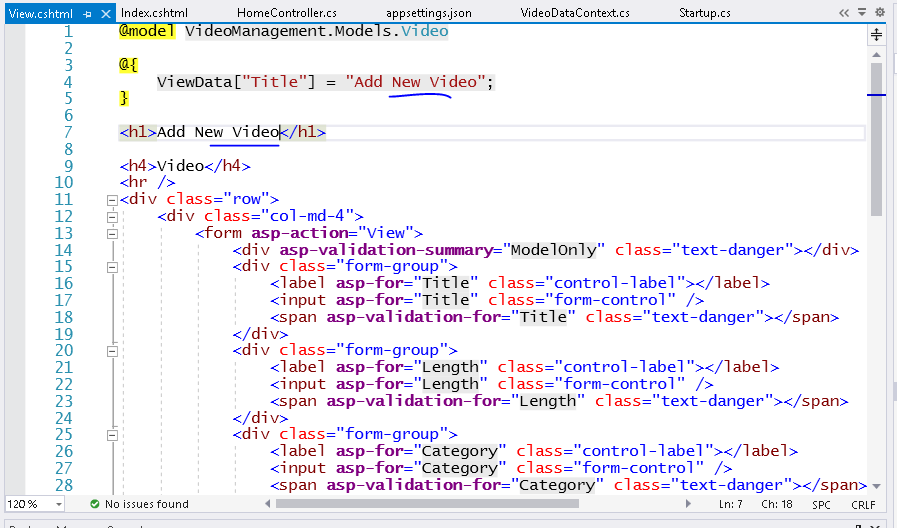 View.cshtml Index.cshtml HomeController.cs appsettings.json VideoDataContext.cs Startup.cs
1 @model VideoManagement.Models.Video
2
3 @{
4 ViewData["Title"] = "Add New Video";
5 }
6
7 <h1>Add New Video</h1>
8
9 <h4>Video</h4>
10 <hr />
11 <div class="row">
12 <div class="col-md-4">
13 <form asp-action="View">
14 <div asp-validation-summary="ModelOnly" class="text-danger"></div>
15 <div class="form-group">
16 <label asp-for="Title" class="control-label"></label>
17 <input asp-for="Title" class="form-control" />
18 <span asp-validation-for="Title" class="text-danger"></span>
19 </div>
20 <div class="form-group">
21 <label asp-for="Length" class="control-label"></label>
22 <input asp-for="Length" class="form-control" />
23 <span asp-validation-for="Length" class="text-danger"></span>
24 </div>
25 <div class="form-group">
26 <label asp-for="Category" class="control-label"></label>
27 <input asp-for="Category" class="form-control" />
28 <span asp-validation-for="Category" class="text-danger"></span>
120 % No issues found Ln: 7 Ch: 18 SPC CRLF